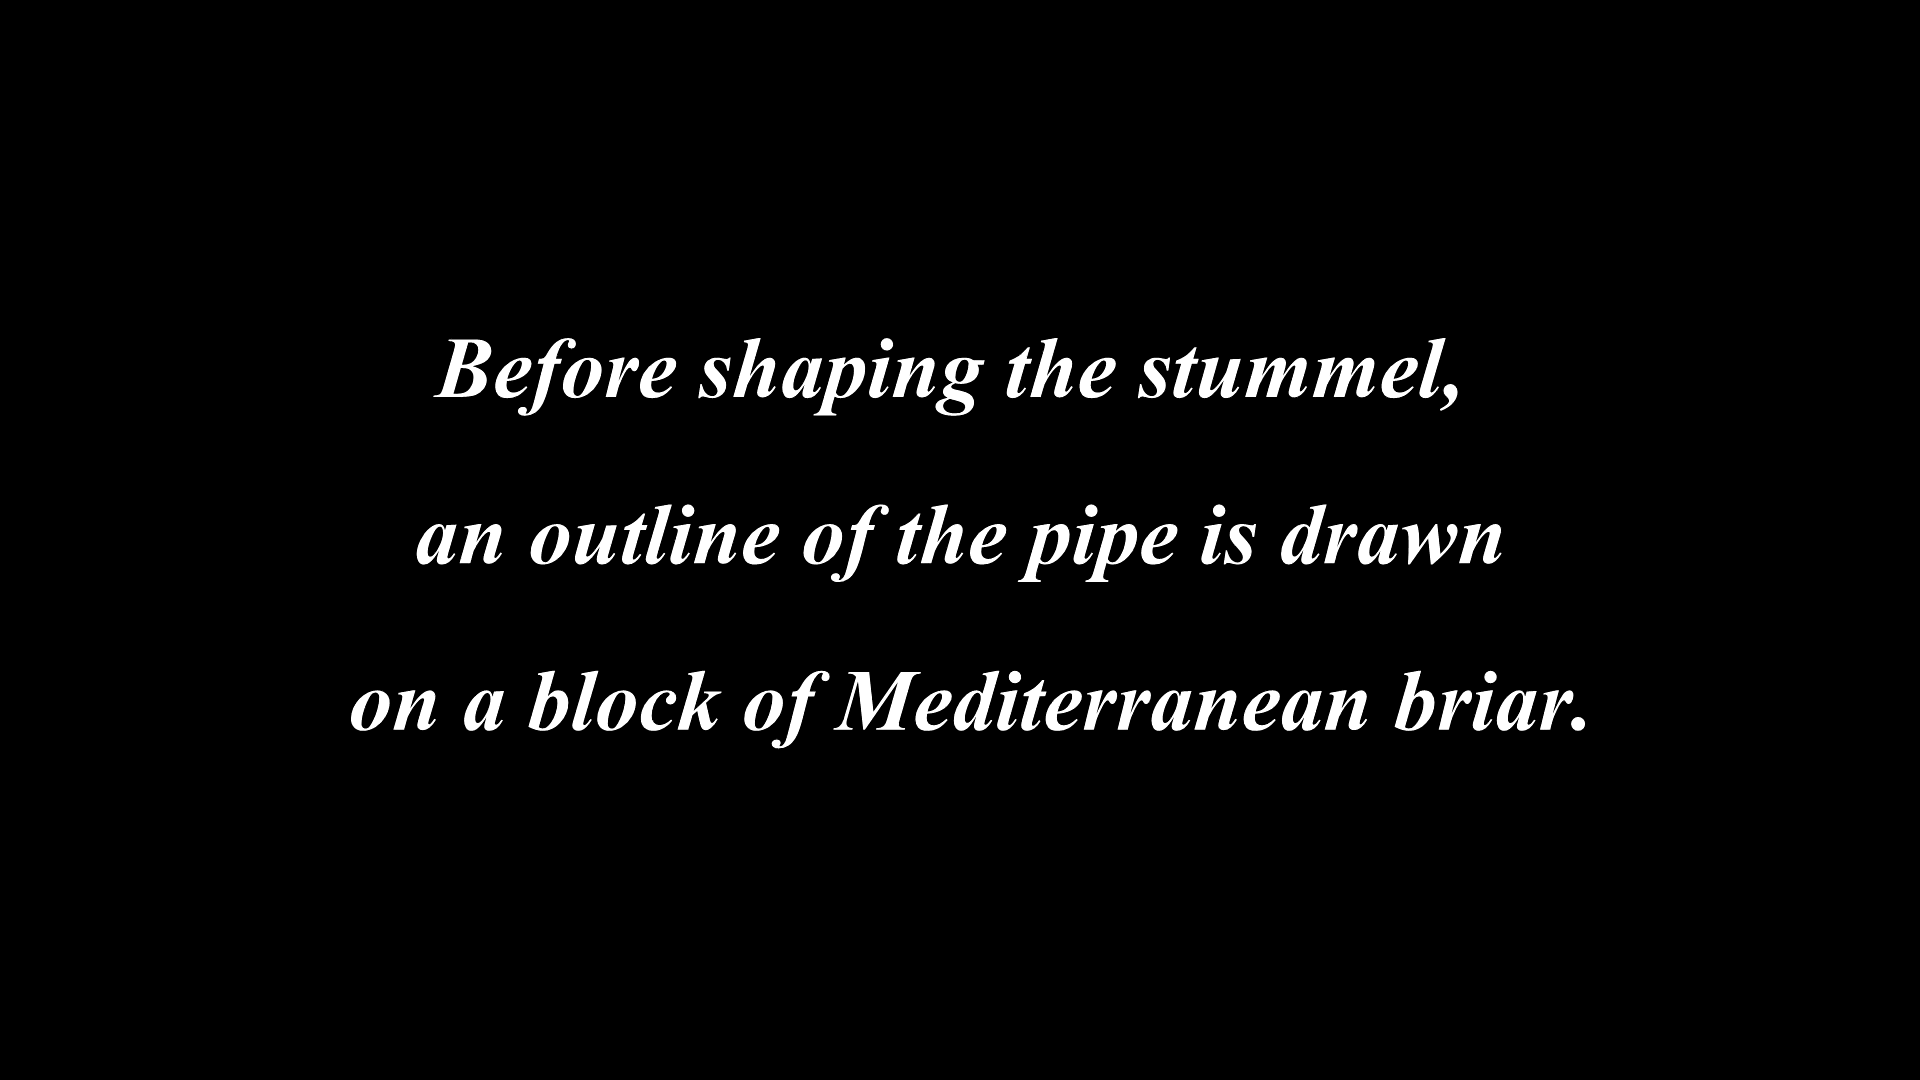 Before shaping the stummel,
an outline of the pipe is drawn
on a block of Mediterranean briar.